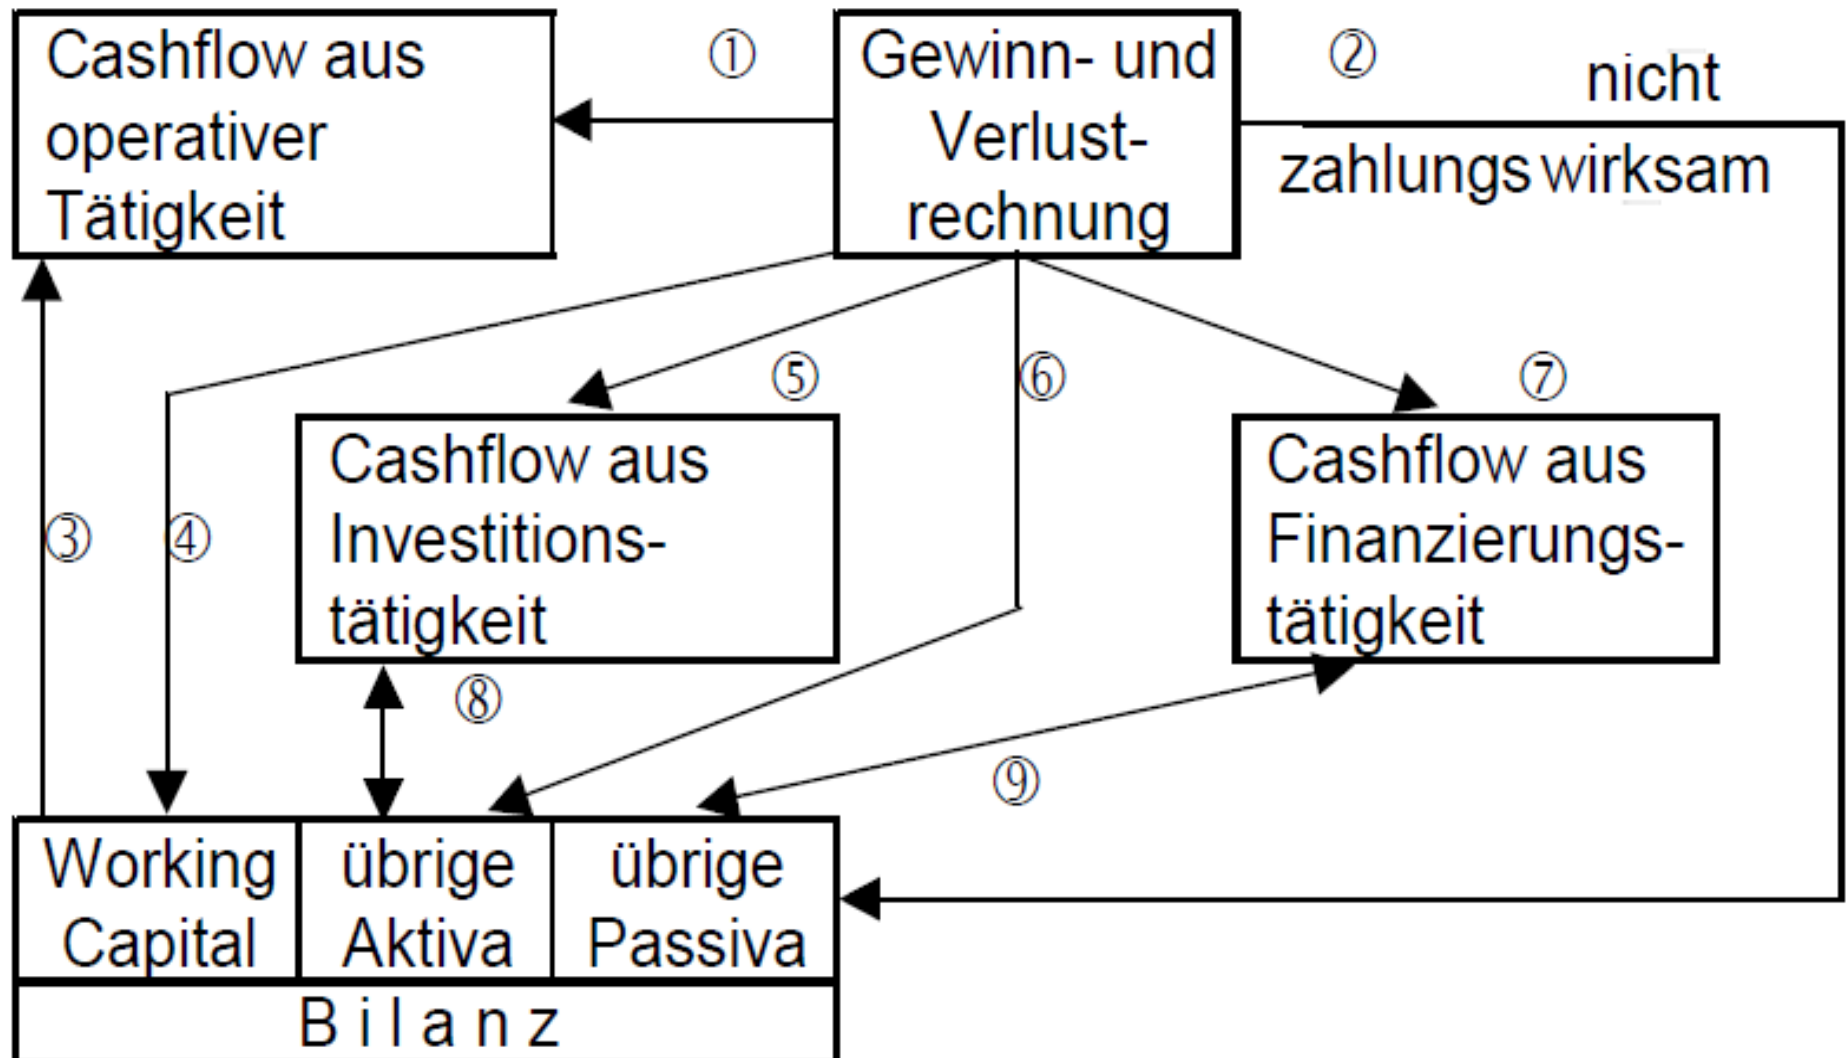 Cashflow aus
operativer
Tätigkeit
①
Gewinn- und
Verlust-
rechnung
②
nicht
zahlungswirksam
③
④
⑤
⑥
⑦
Cashflow aus
Investitions-
tätigkeit
Cashflow aus
Finanzierungs-
tätigkeit
⑧
⑨
Working
Capital
übrige
Aktiva
übrige
Passiva
Bilanz